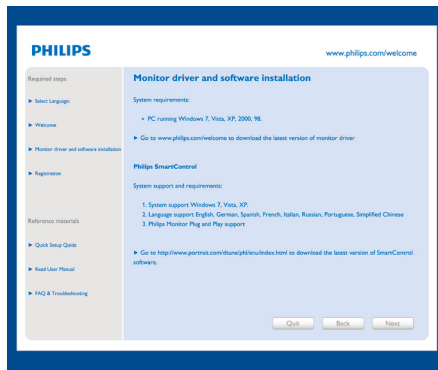 PHILIPS
www.philips.com/welcome
Required steps
► Select Language:
► Welcome
► Monitor driver and software installation
► Registration
Reference materials
► Quick Setup Quide
► Read User Manual
► FAQ & Troubleshooting
Monitor driver and software installation
System requirements:
• PC running Windows 7, Vista, XP, 2000, 98.
► Go to www.philips.com/welcome to download the latest version of monitor driver
Philips SmartControl
System support and requirements:
1. System support Windows 7, Vista, XP.
2. Language support English, German, Spanish, French, Italian, Russian, Portuguese, Simplified Chinese
3. Philips Monitor Plug and Play support
► Go to http://www.portrait.com/dtune/phl/enu/index.html to download the latest version of SmartControl
software.
Quit Back Next